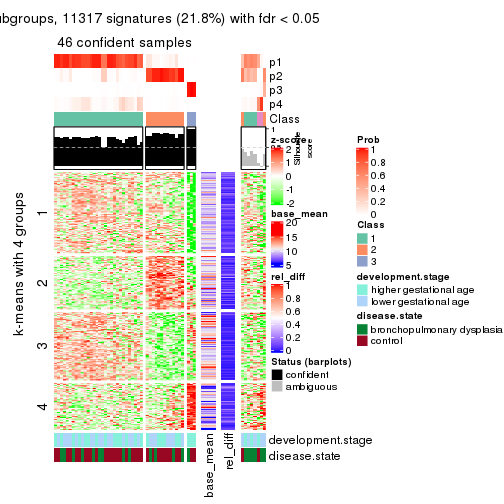 ubgroups, 11317 signatures (21.8%) with fdr < 0.05
46 confident samples
p1
p2
p3
p4
Class
1
Silhouette
score
z-score
2
1
0
-1
-2
base_mean
20
15
10
5
rel_diff
1
0.8
0.6
0.4
0.2
0
Status (barplots)
confident
ambiguous
Prob
1
0.8
0.6
0.4
0.2
0
Class
1
2
3
development.stage
higher gestational age
lower gestational age
disease.state
bronchopulmonary dysplasia
control
k-means with 4 groups
1
2
3
4
development.stage
disease.state
base_mean
rel_diff